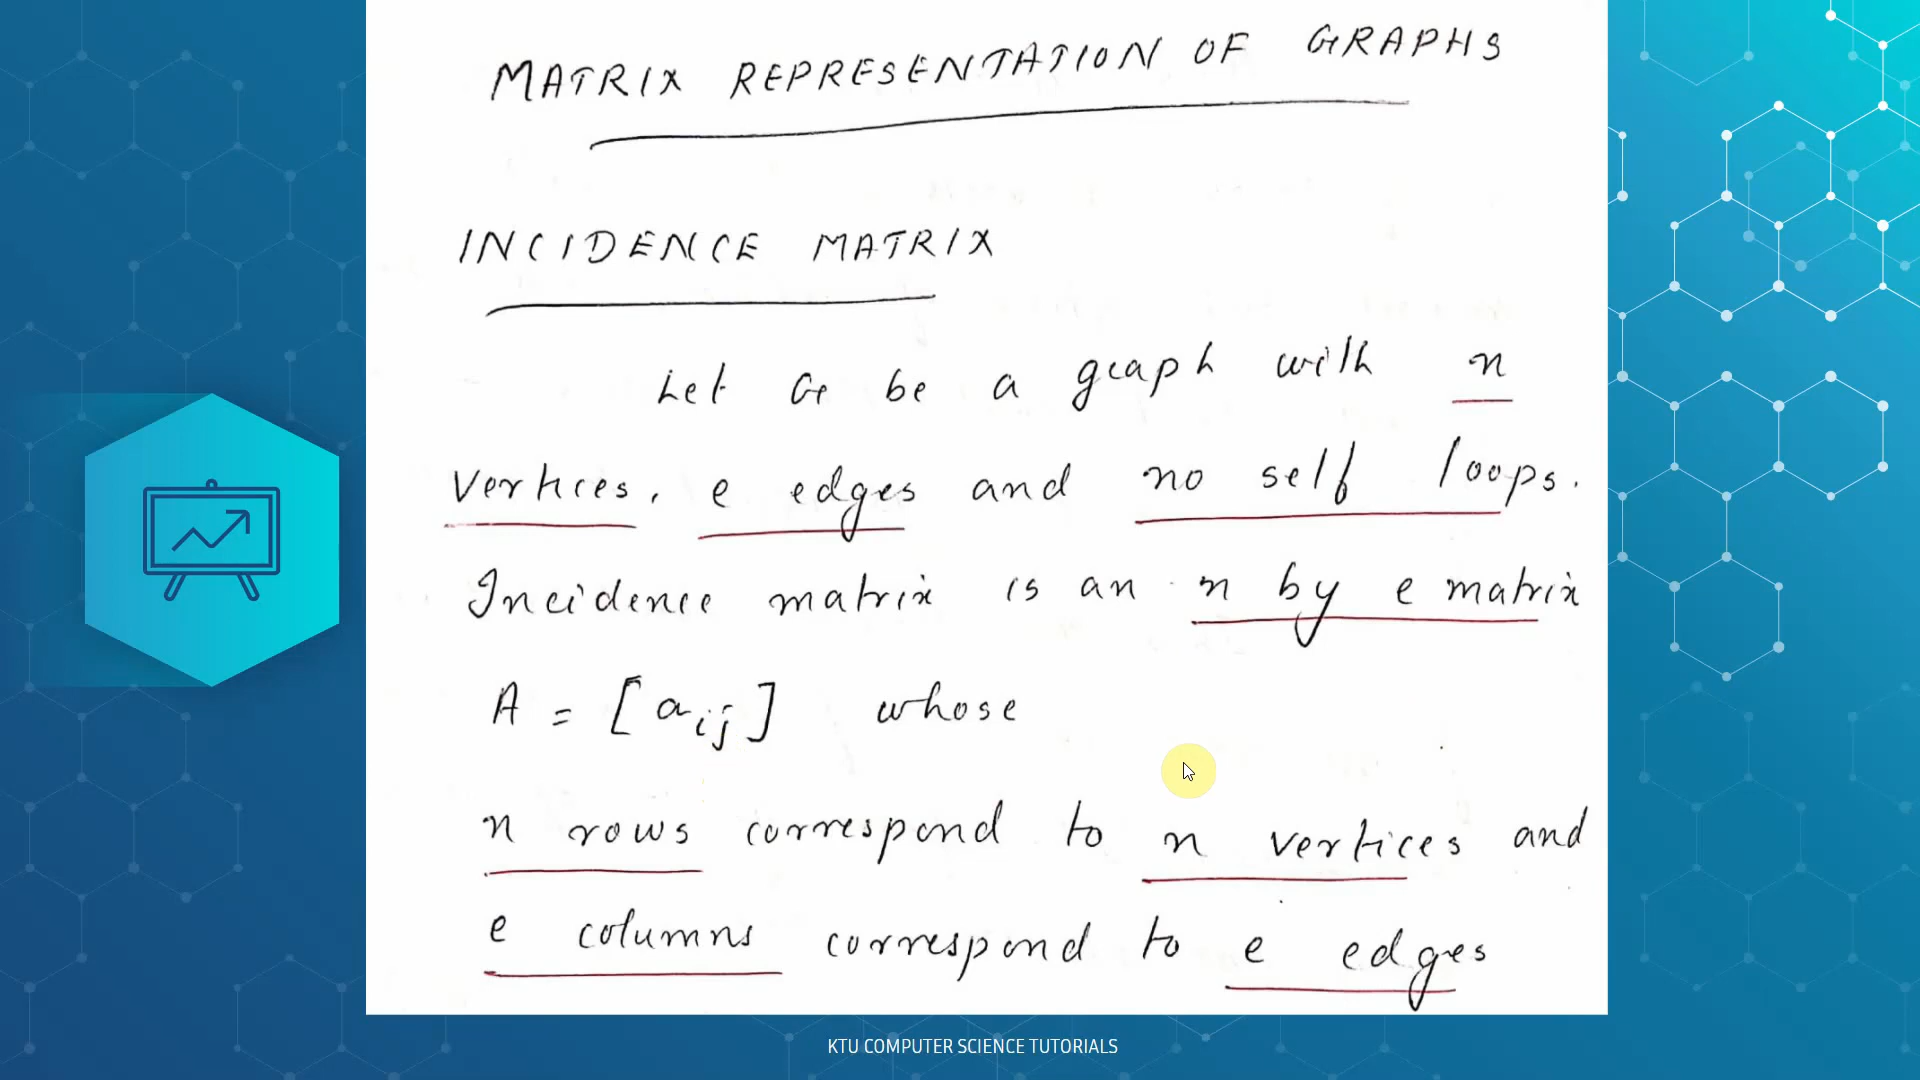 MATRIX REPRESENTATION OF GRAPHS
INCIDENCE MATRIX
Let G be a graph with n
vertices, e edges and no self loops.
Incidence matrix is an n by e matrix
A = [aij] whose
n rows correspond to n vertices and
e columns correspond to e edges
KTU COMPUTER SCIENCE TUTORIALS